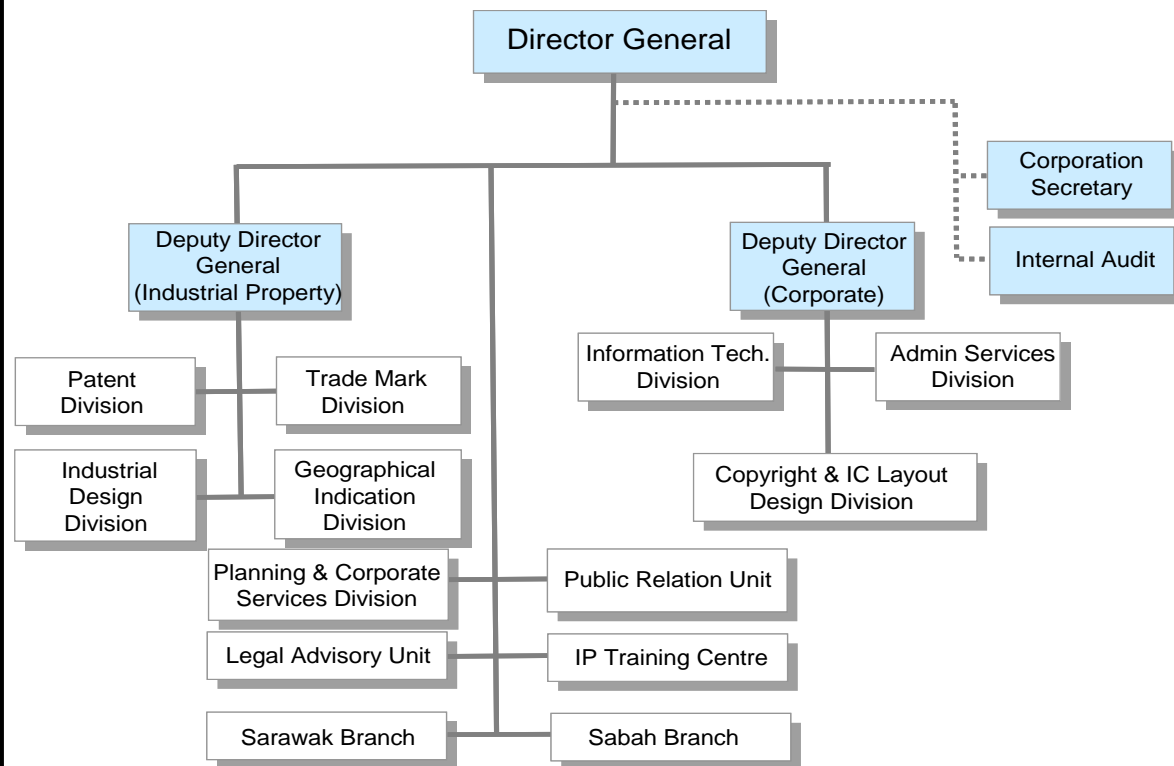 Director General
Corporation
Secretary
Internal Audit
Deputy Director
General
(Industrial Property)
Deputy Director
General
(Corporate)
Patent
Division
Trade Mark
Division
Information Tech.
Division
Admin Services
Division
Industrial
Design
Division
Geographical
Indication
Division
Copyright & IC Layout
Design Division
Planning & Corporate
Services Division
Public Relation Unit
Legal Advisory Unit
IP Training Centre
Sarawak Branch
Sabah Branch